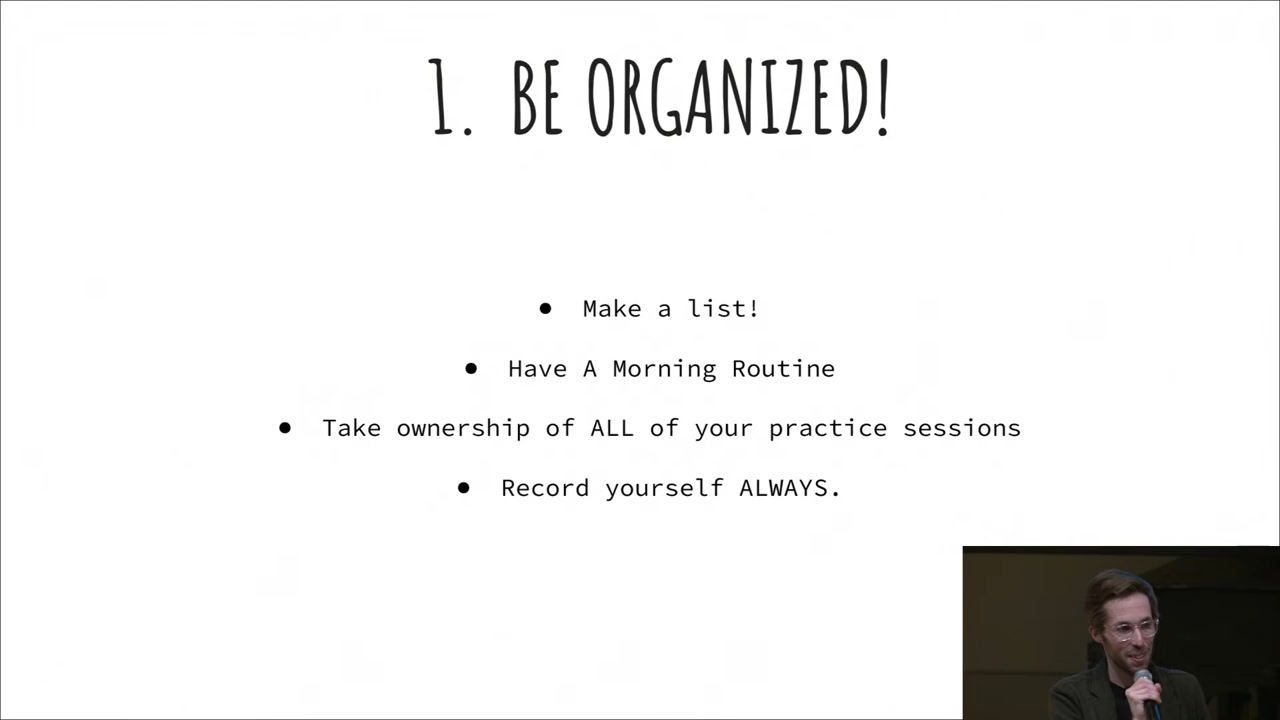 1. BE ORGANIZED!
● Make a list!
● Have A Morning Routine
● Take ownership of ALL of your practice sessions
● Record yourself ALWAYS.